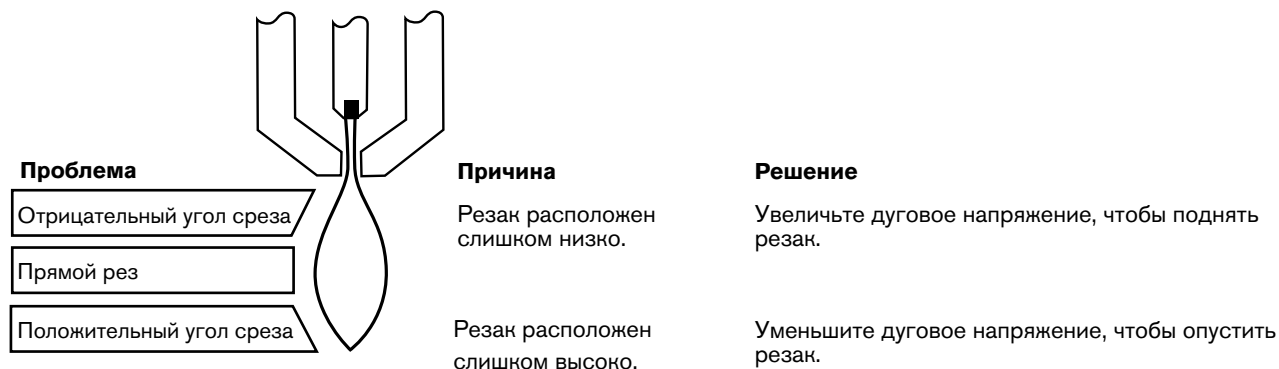 Проблема
Причина
Решение
Отрицательный угол среза
Резак расположен
слишком низко.
Увеличьте дуговое напряжение, чтобы поднять
резак.
Прямой рез
Положительный угол среза
Резак расположен
слишком высоко.
Уменьшите дуговое напряжение, чтобы опустить
резак.